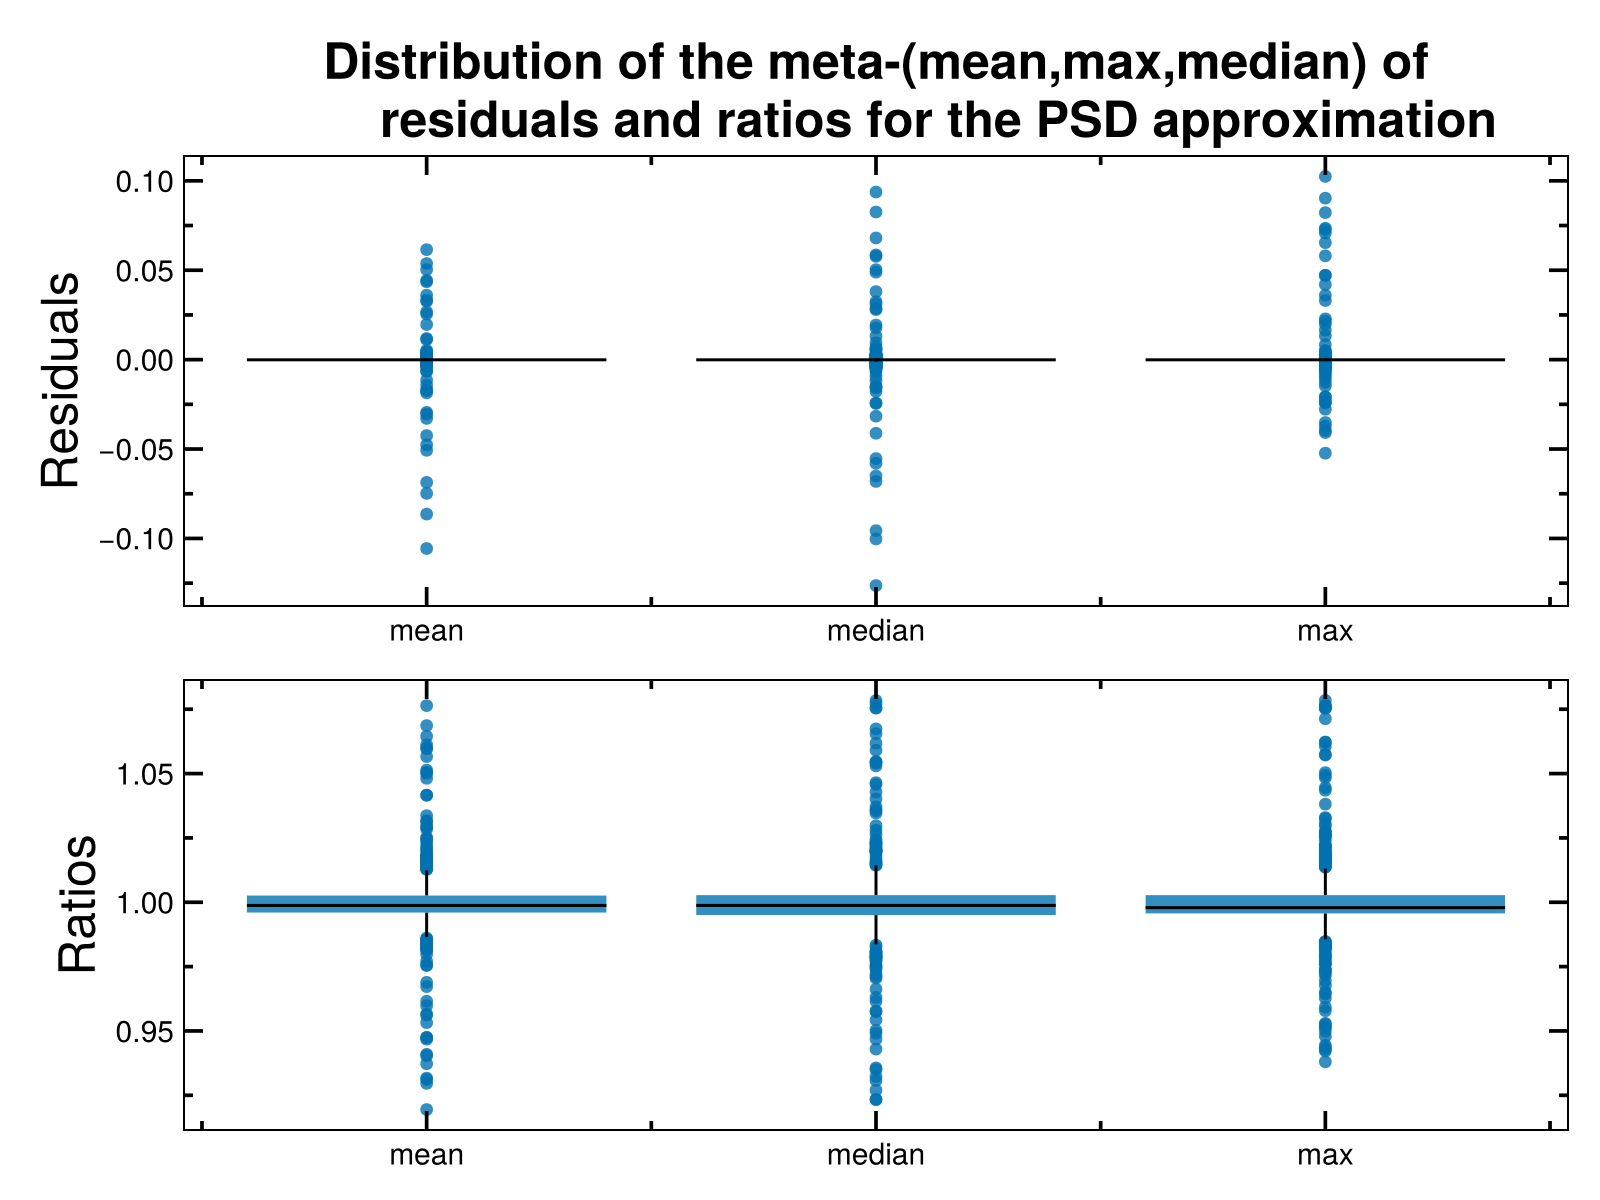 Distribution of the meta-(mean,max,median) of
residuals and ratios for the PSD approximation
Residuals
0.10
0.05
0.00
−0.05
−0.10
mean median max
Ratios
1.05
1.00
0.95
mean median max